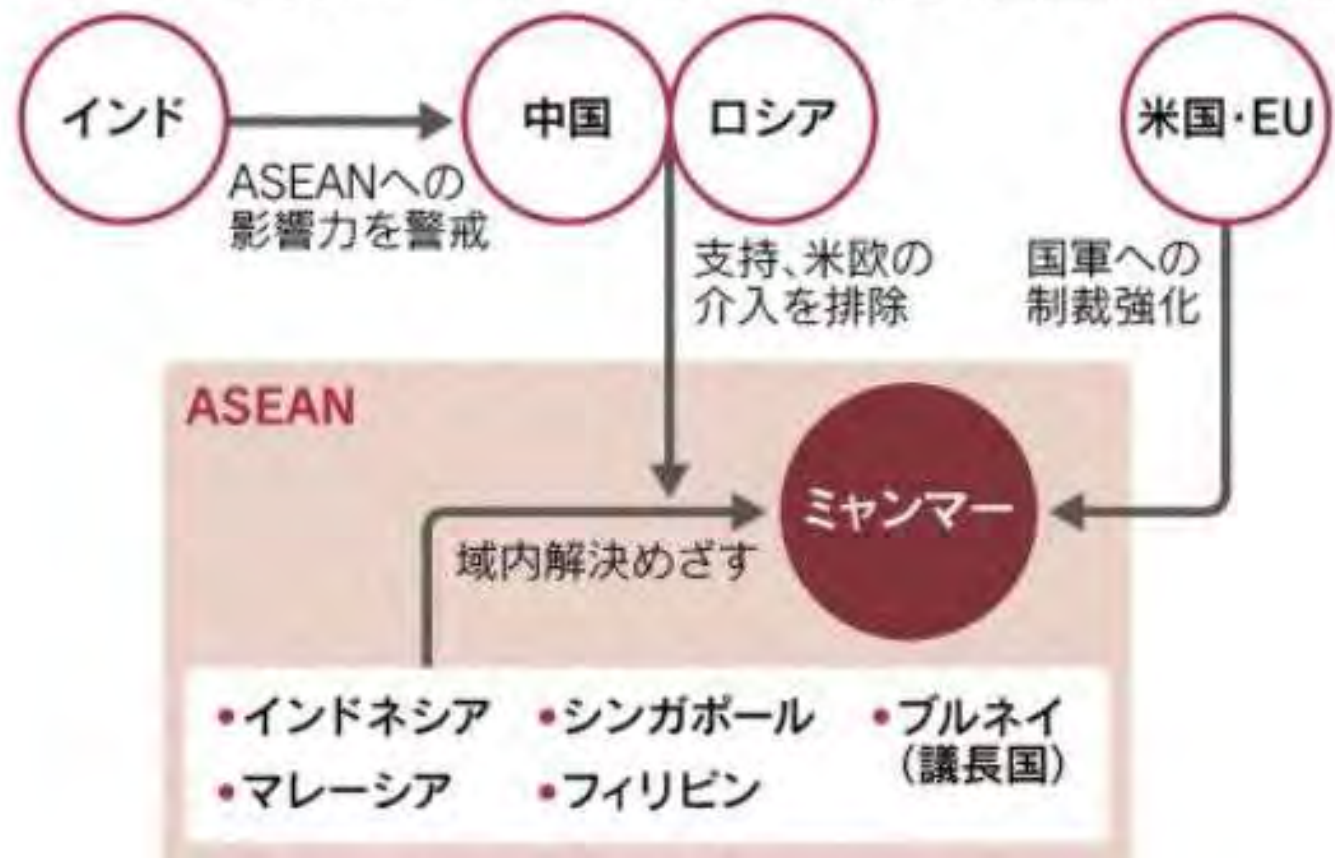 インド
中国
ロシア
米国・EU
ASEANへの
影響力を警戒
支持、米欧の
介入を排除
国軍への
制裁強化
ASEAN
ミャンマー
域内解決めざす
•インドネシア
•シンガポール
•ブルネイ
(議長国)
•マレーシア
•フィリピン